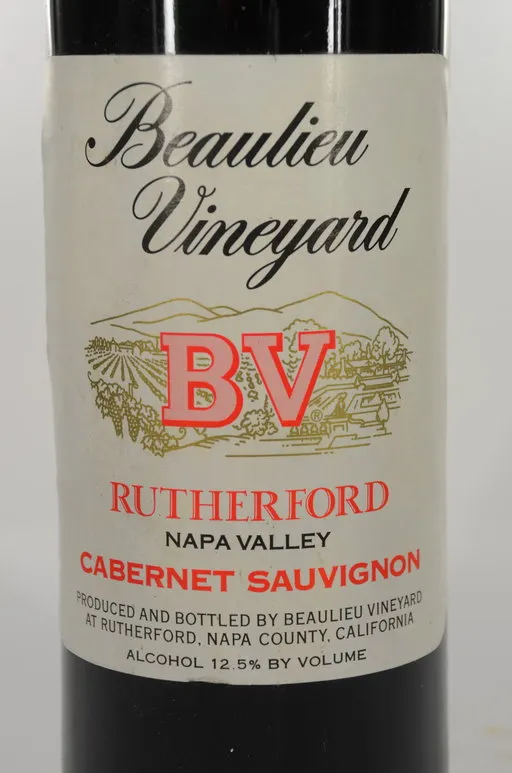 Beaulieu
Vineyard
BV
®
RUTHERFORD
NAPA VALLEY
CABERNET SAUVIGNON
PRODUCED AND BOTTLED BY BEAULIEU VINEYARD
AT RUTHERFORD, NAPA COUNTY, CALIFORNIA
ALCOHOL 12.5% BY VOLUME